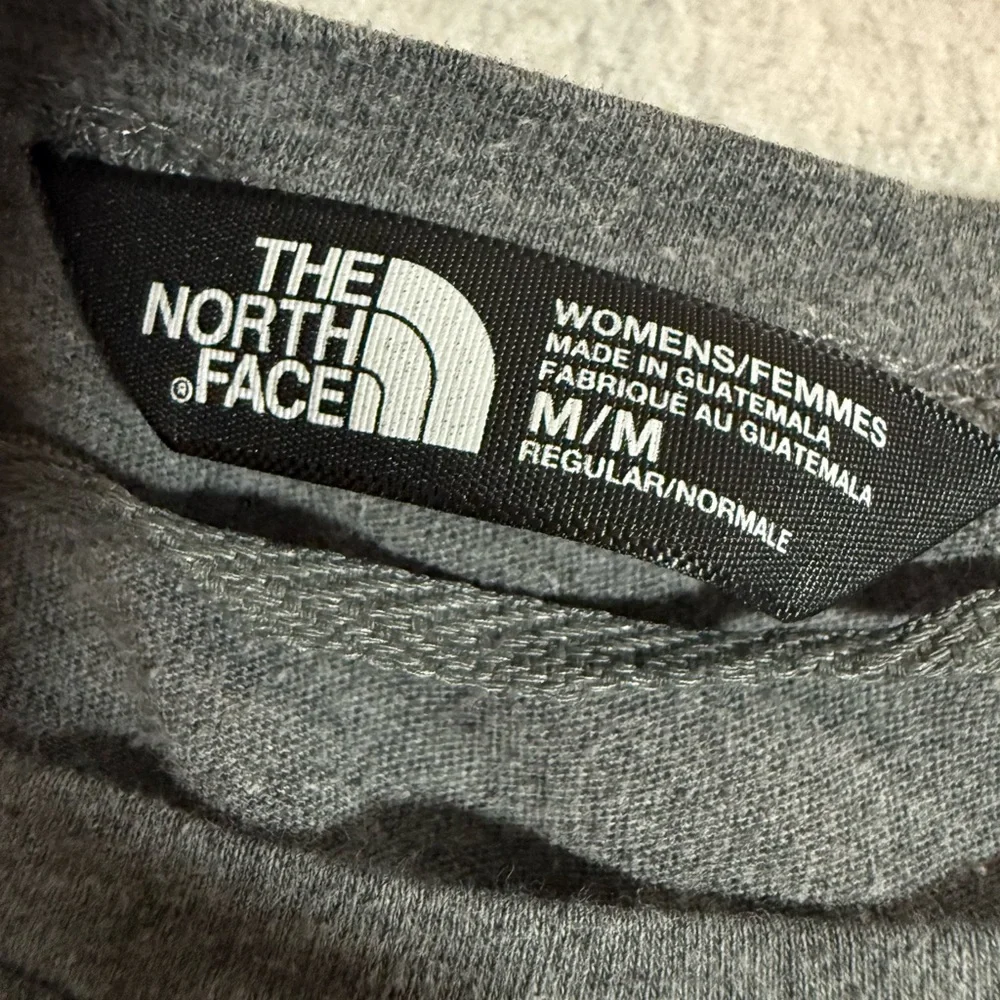 THE
NORTH
®FACE
WOMENS/FEMMES
MADE IN GUATEMALA
FABRIQUÉ AU GUATEMALA
M/M
REGULAR/NORMALE